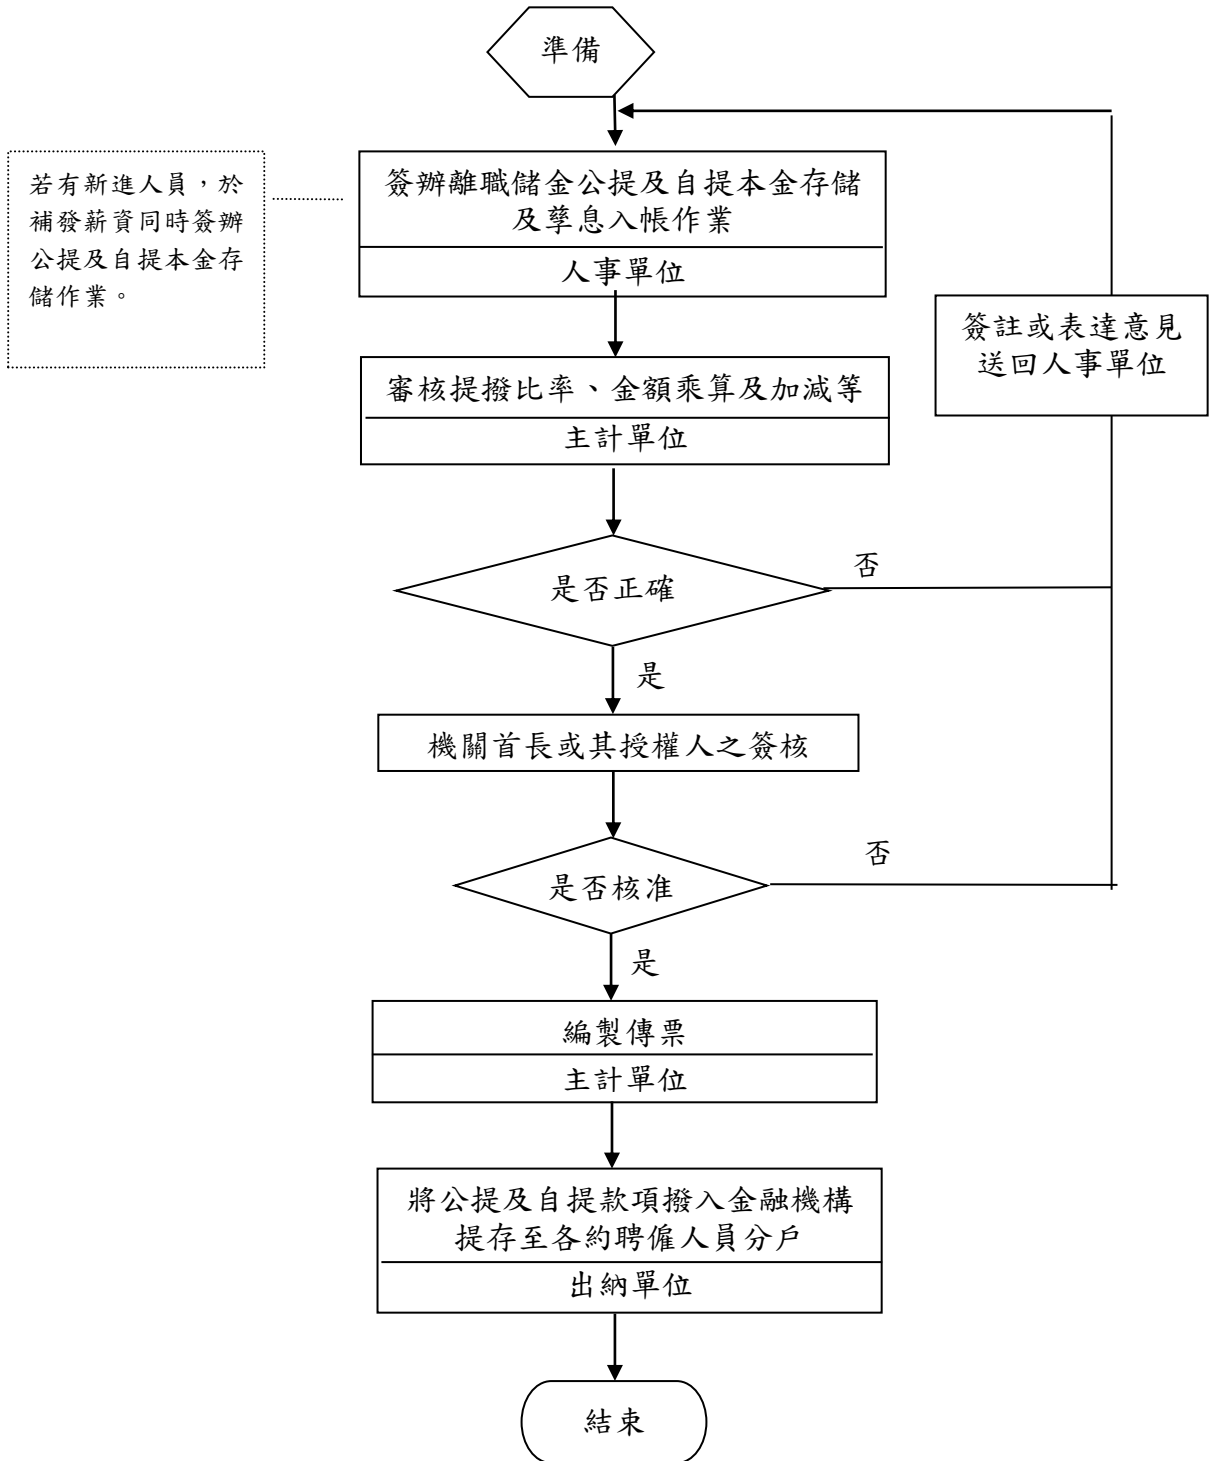 準備
若有新進人員，於
補發薪資同時簽辦
公提及自提本金存
儲作業。
簽辦離職儲金公提及自提本金存儲
及孳息入帳作業
人事單位
簽註或表達意見
送回人事單位
審核提撥比率、金額乘算及加減等
主計單位
是否正確
否
是
機關首長或其授權人之簽核
是否核准
否
是
編製傳票
主計單位
將公提及自提款項撥入金融機構
提存至各約聘僱人員分戶
出納單位
結束